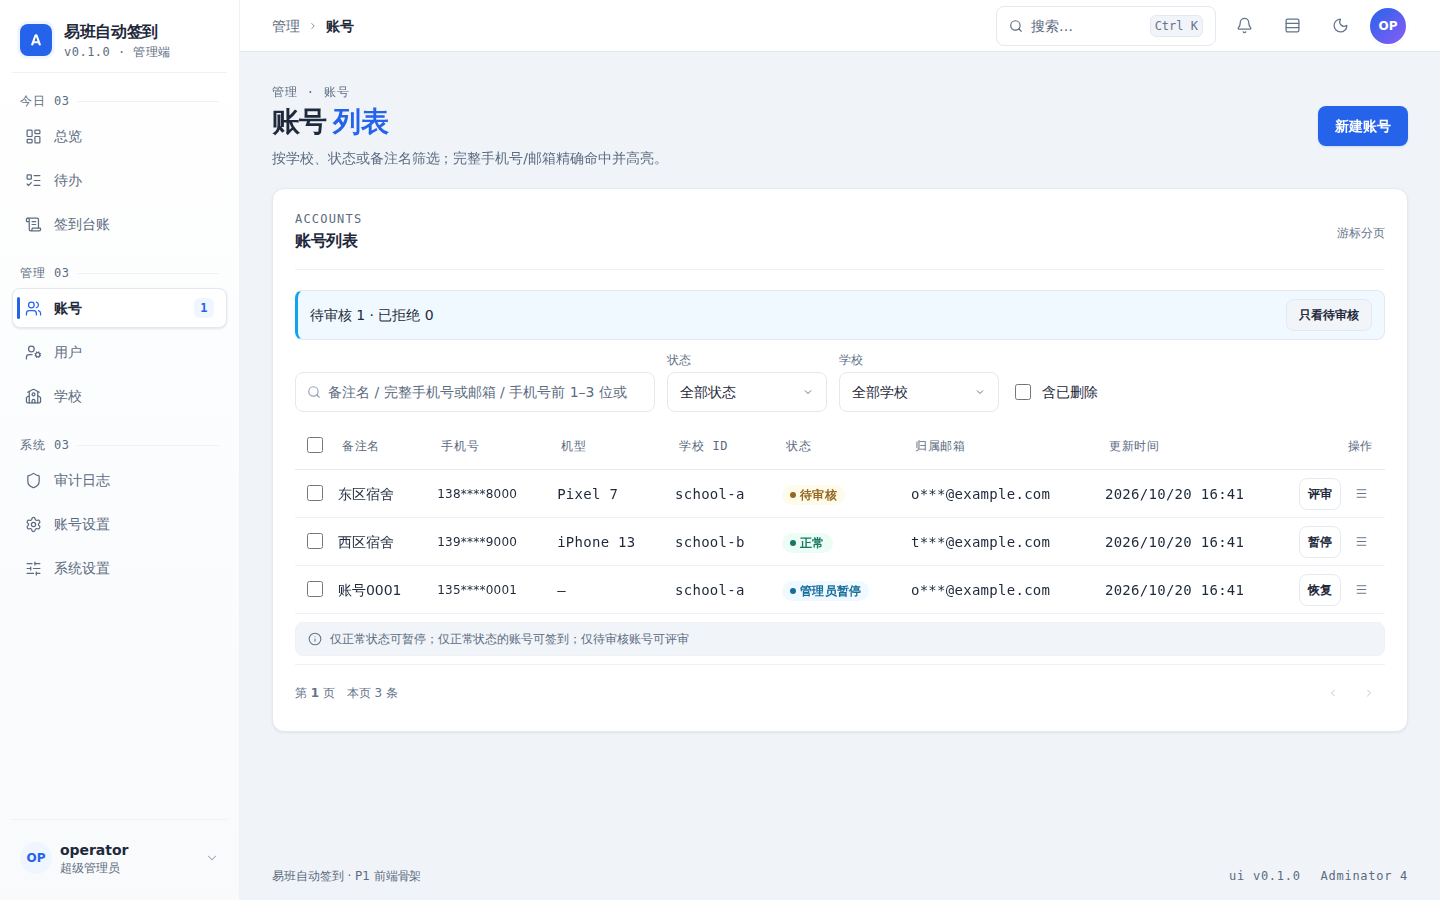 A
易班自动签到
v0.1.0 · 管理端
今日 03
总览
待办
签到台账
管理 03
账号 1
用户
学校
系统 03
审计日志
账号设置
系统设置
OP
operator
超级管理员
管理 › 账号
搜索… Ctrl K
OP
管理 · 账号
账号 列表
按学校、状态或备注名筛选；完整手机号/邮箱精确命中并高亮。
新建账号
ACCOUNTS
账号列表
游标分页
待审核 1 · 已拒绝 0
只看待审核
状态 学校
备注名 / 完整手机号或邮箱 / 手机号前 1–3 位或 全部状态 全部学校 含已删除
备注名 手机号 机型 学校 ID 状态 归属邮箱 更新时间 操作
东区宿舍 138****8000 Pixel 7 school-a 待审核 o***@example.com 2026/10/20 16:41 评审
西区宿舍 139****9000 iPhone 13 school-b 正常 t***@example.com 2026/10/20 16:41 暂停
账号0001 135****0001 — school-a 管理员暂停 o***@example.com 2026/10/20 16:41 恢复
仅正常状态可暂停；仅正常状态的账号可签到；仅待审核账号可评审
第 1 页 本页 3 条
易班自动签到 · P1 前端骨架
ui v0.1.0 Adminator 4